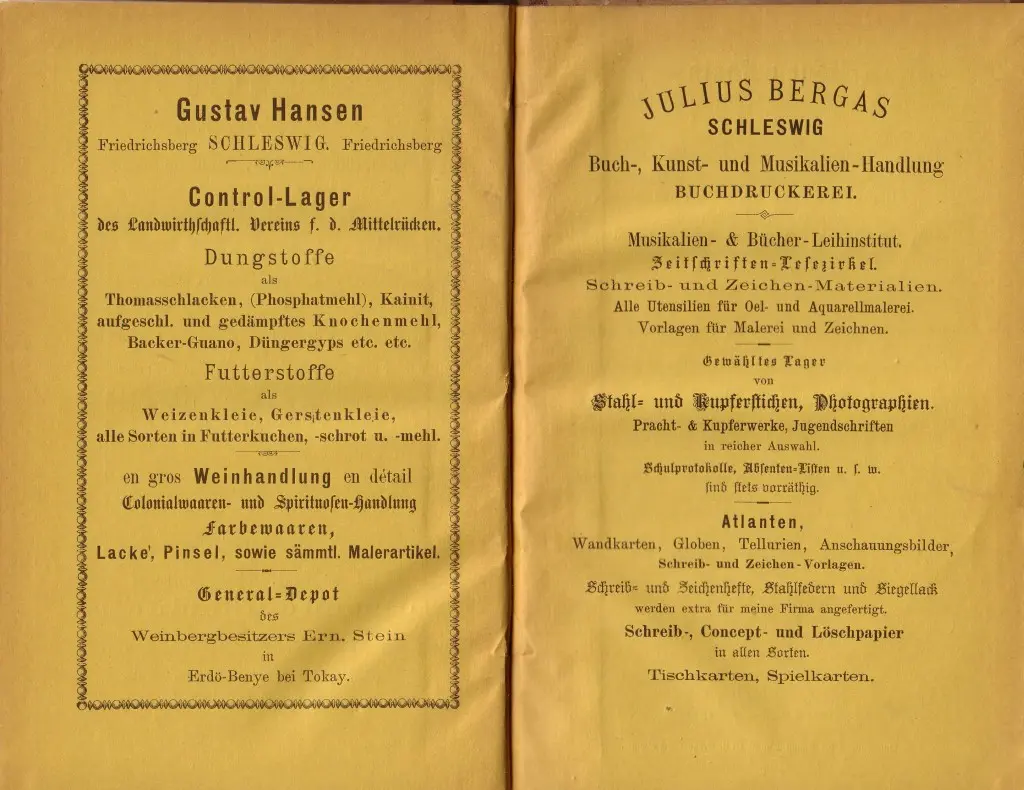 Gustav Hansen
Friedrichsberg SCHLESWIG. Friedrichsberg
Control-Lager
des Landwirthschaftl. Vereins f. d. Mittelrücken.
Dungstoffe
als
Thomasschlacken, (Phosphatmehl), Kainit,
aufgeschl. und gedämpftes Knochenmehl,
Backer-Guano, Düngergyps etc. etc.
Futterstoffe
als
Weizenkleie, Gerstenkleie,
alle Sorten in Futterkuchen, -schrot u. -mehl.
en gros Weinhandlung en détail
Colonialwaaren- und Spirituosen-Handlung
Farbewaaren,
Lacke, Pinsel, sowie sämmtl. Malerartikel.
General-Depot
des
Weinbergbesitzers Ern. Stein
in
Erdö-Benye bei Tokay.
JULIUS BERGAS
SCHLESWIG
Buch-, Kunst- und Musikalien-Handlung
BUCHDRUCKEREI.
Musikalien- & Bücher-Leihinstitut.
Zeitschriften-Lesezirkel.
Schreib- und Zeichen-Materialien.
Alle Utensilien für Oel- und Aquarellmalerei.
Vorlagen für Malerei und Zeichnen.
Gewähltes Lager
von
Stahl- und Kupferstichen, Photographien.
Pracht- & Kupferwerke, Jugendschriften
in reicher Auswahl.
Schulprotokolle, Absenten-Listen u. s. w.
sind stets vorräthig.
Atlanten,
Wandkarten, Globen, Tellurien, Anschauungsbilder,
Schreib- und Zeichen-Vorlagen.
Schreib- und Zeichenhefte, Stahlfedern und Siegellack
werden extra für meine Firma angefertigt.
Schreib-, Concept- und Löschpapier
in allen Sorten.
Tischkarten, Spielkarten.